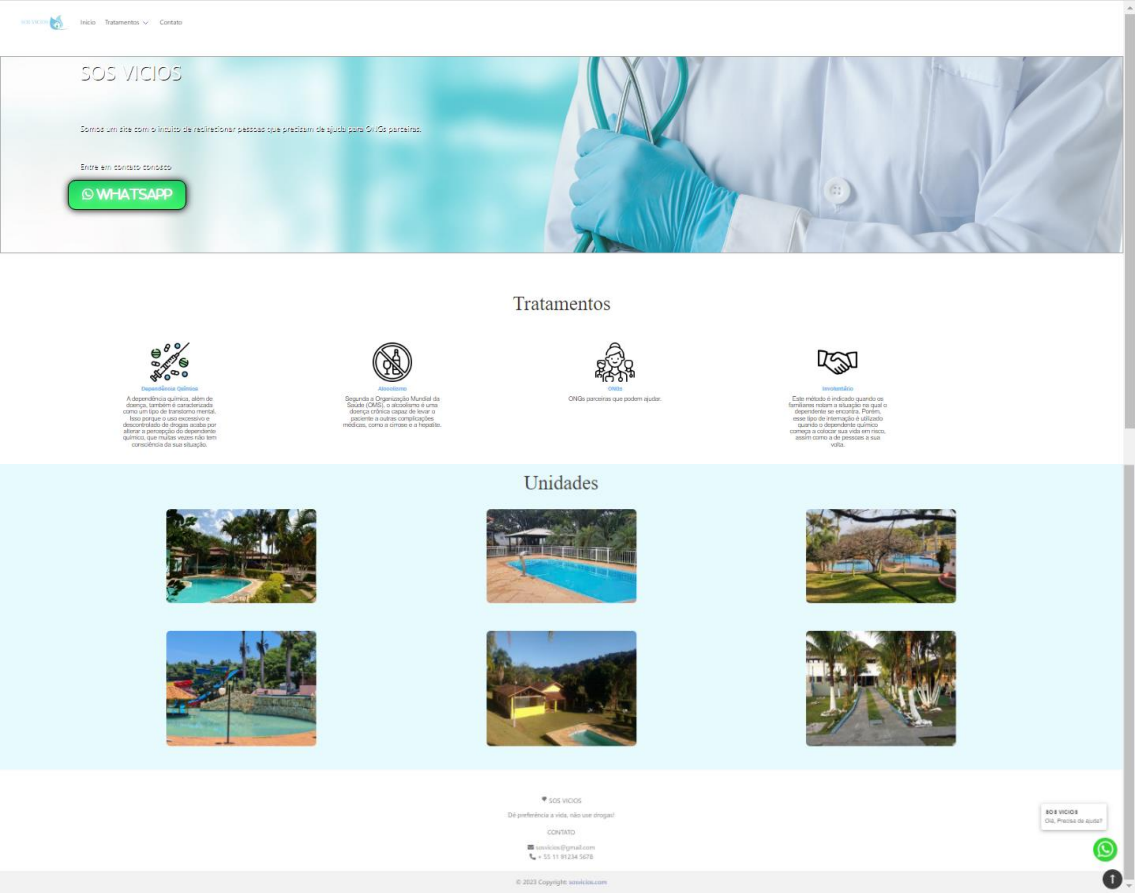 SOS VICIOS
Inicio Tratamentos Contato
SOS VICIOS
Somos um site com o intuito de redirecionar pessoas que precisam de ajuda para ONGs parceiras.
Entre em contato conosco
WHATSAPP
Tratamentos
Dependência Química
A dependência química, além de
doença, também é caracterizada
como um tipo de transtorno mental.
Isso porque o uso excessivo e
descontrolado de drogas acaba por
alterar a percepção do dependente
químico, que muitas vezes não tem
consciência da sua situação.
Alcoolismo
Segundo a Organização Mundial da
Saúde (OMS), o alcoolismo é uma
doença crônica capaz de levar o
paciente a outras complicações
médicas, como a cirrose e a hepatite.
ONGs
ONGs parceiras que podem ajudar.
Involuntário
Este método é indicado quando os
familiares notam a situação na qual o
dependente se encontra. Porém,
esse tipo de internação é utilizado
quando o dependente químico
começa a colocar sua vida em risco,
assim como a de pessoas a sua
volta.
Unidades
SOS VICIOS
Dê preferência a vida, não use drogas!
CONTATO
sosvicios@gmail.com
+ 55 11 91234 5678
SOS VICIOS
Olá, Precisa de ajuda?
© 2023 Copyright: sosvicios.com